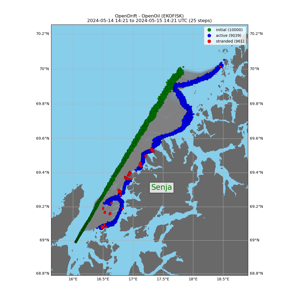 OpenDrift - OpenOil (EKOFISK)
2024-05-14 14:21 to 2024-05-15 14:21 UTC (25 steps)
initial (10000)
active (9039)
stranded (961)
70.2°N
70.2°N
70°N
70°N
69.8°N
69.8°N
69.6°N
69.6°N
69.4°N
69.4°N
Senja
69.2°N
69.2°N
69°N
69°N
68.8°N
68.8°N
16°E
16.5°E
17°E
17.5°E
18°E
18.5°E